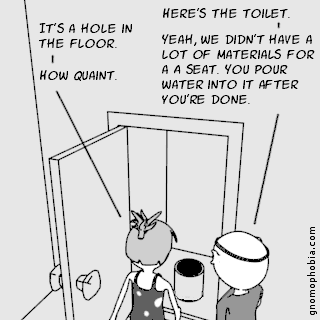 HERE'S THE TOILET.
IT'S A HOLE IN
THE FLOOR.
YEAH, WE DIDN'T HAVE A
LOT OF MATERIALS FOR
A A SEAT. YOU POUR
WATER INTO IT AFTER
YOU'RE DONE.
HOW QUAINT.
gnomophobia.com